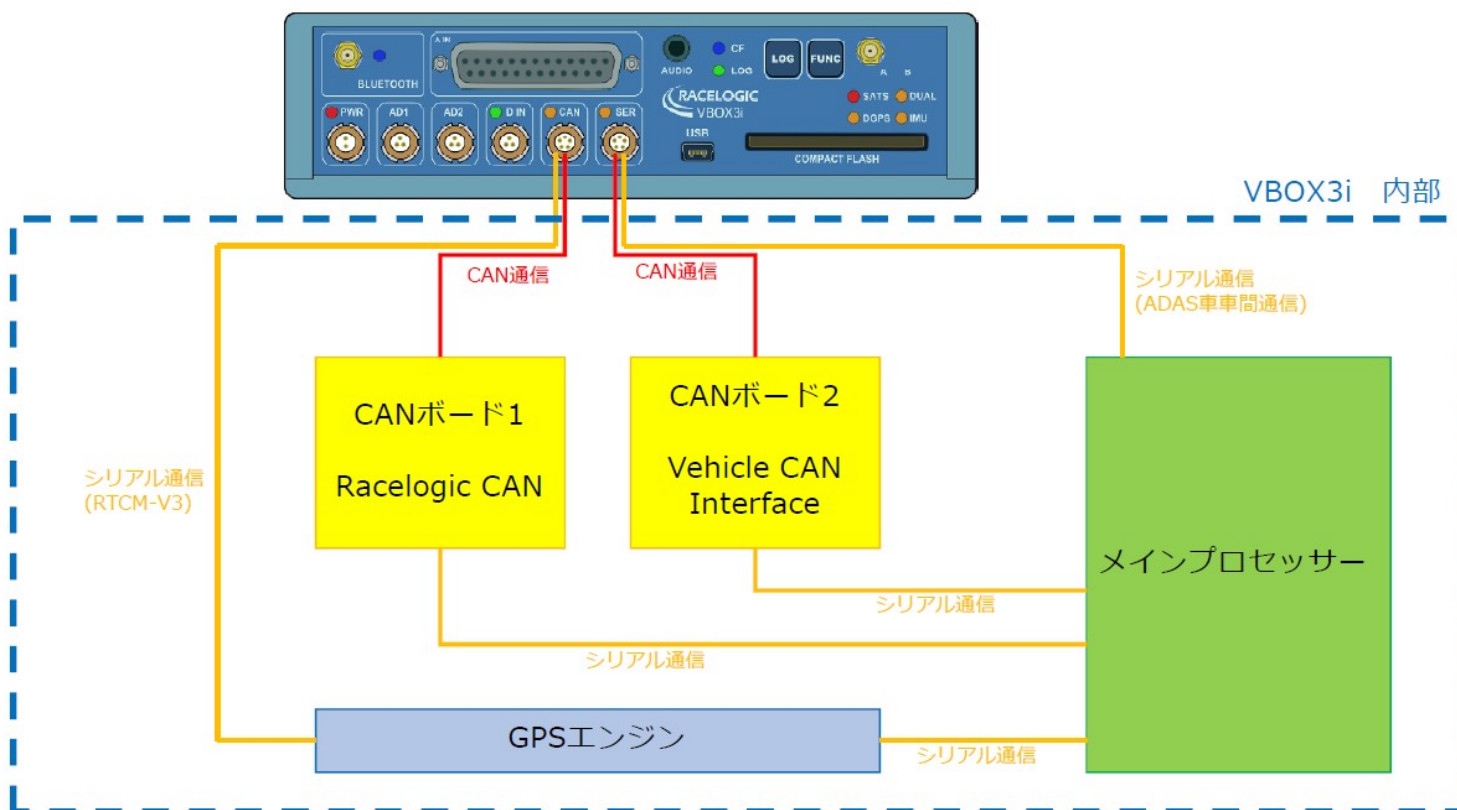 A IN
BLUETOOTH
AUDIO
CF
LOG
LOG
FUNC
A B
RACELOGIC
VBOX3i
SATS
DUAL
DGPS
IMU
PWR
AD1
AD2
D IN
CAN
SER
USB
COMPACT FLASH
VBOX3i 内部
CAN通信
CAN通信
シリアル通信
(ADAS車車間通信)
CANボード1
Racelogic CAN
CANボード2
Vehicle CAN
Interface
シリアル通信
(RTCM-V3)
メインプロセッサー
シリアル通信
シリアル通信
GPSエンジン
シリアル通信